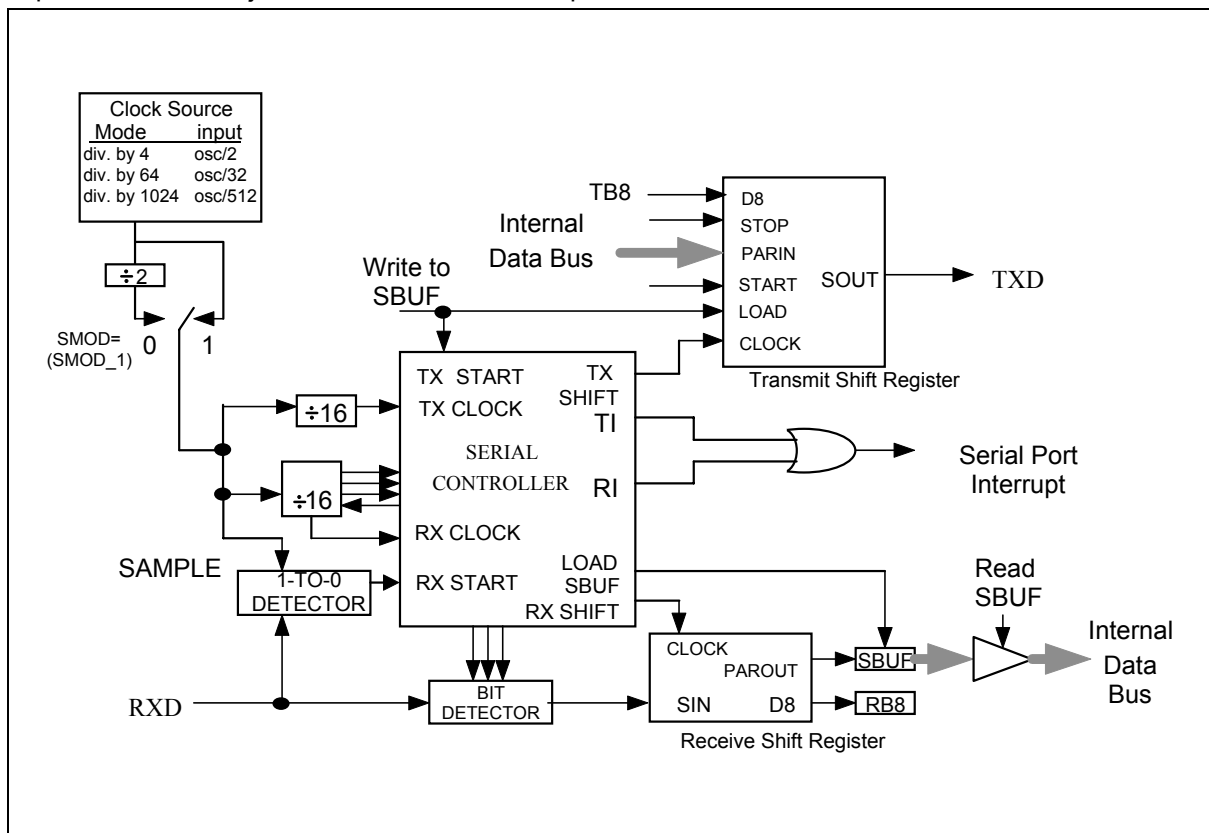 Clock Source
Mode input
div. by 4 osc/2
div. by 64 osc/32
div. by 1024 osc/512
÷2
SMOD=
(SMOD_1)
0 1
TB8
Internal
Data Bus
D8
STOP
PARIN
START
LOAD
CLOCK
SOUT
TXD
Transmit Shift Register
Write to
SBUF
÷16
÷16
TX START
TX CLOCK
SERIAL
CONTROLLER
RX CLOCK
RX START
TX
SHIFT
TI
RI
LOAD
SBUF
RX SHIFT
Serial Port
Interrupt
SAMPLE
1-TO-0
DETECTOR
RXD
BIT
DETECTOR
CLOCK
PAROUT
SIN D8
Receive Shift Register
SBUF
RB8
Read
SBUF
Internal
Data
Bus